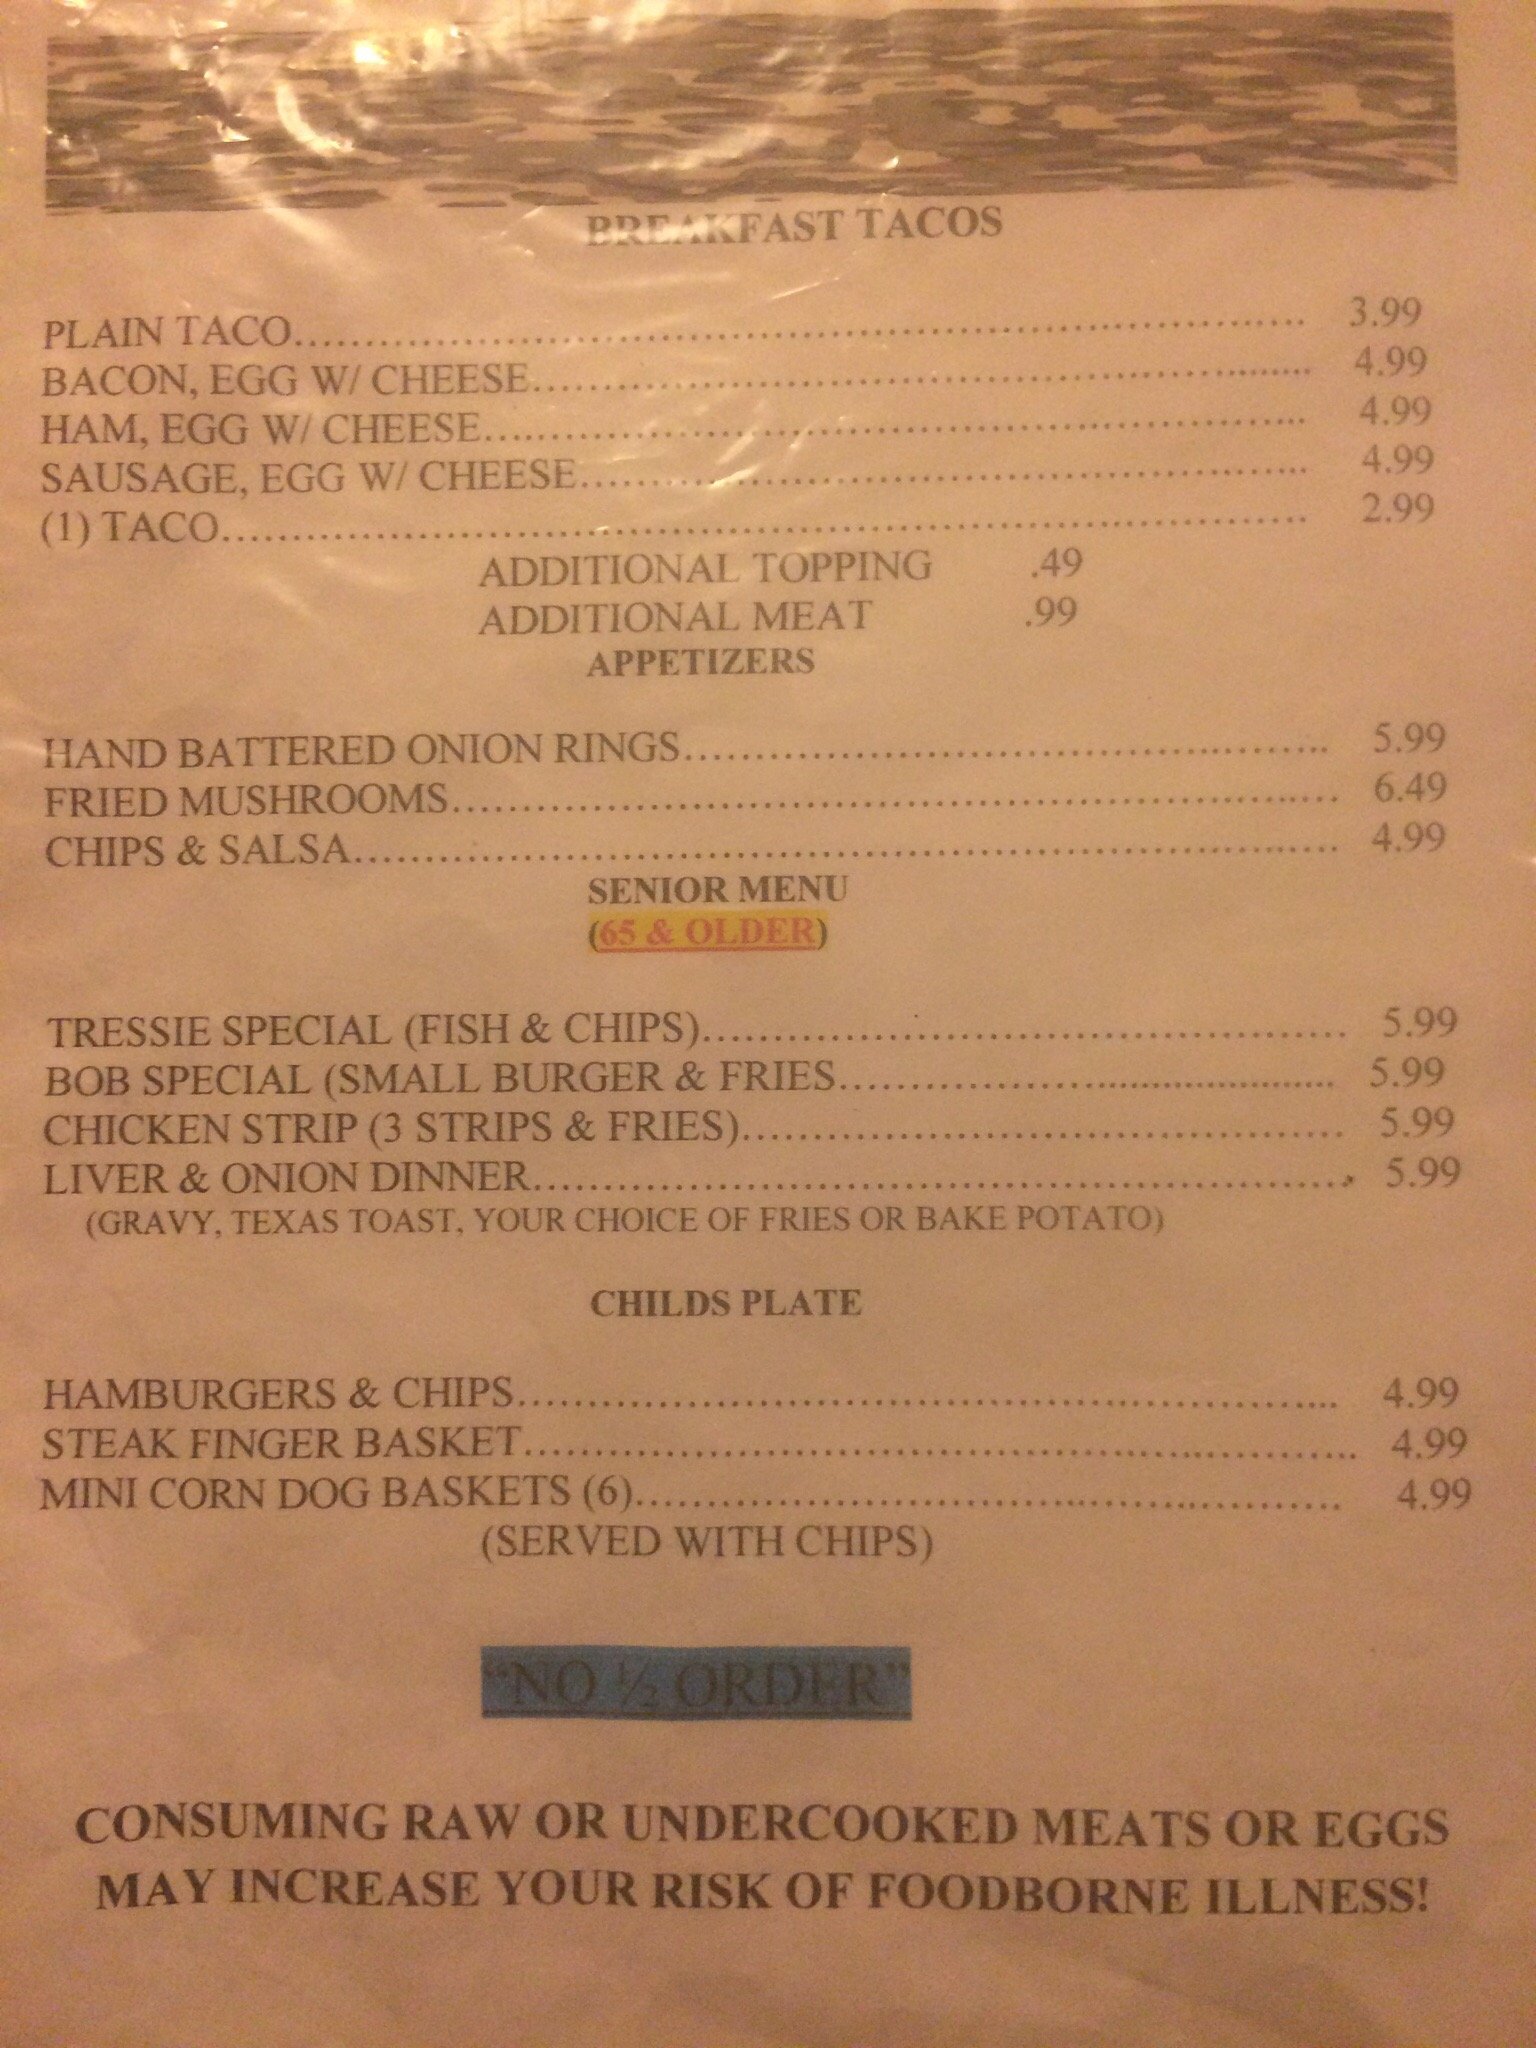 BREAKFAST TACOS
PLAIN TACO................................................................ 3.99
BACON, EGG W/ CHEESE................................................ 4.99
HAM, EGG W/ CHEESE................................................ 4.99
SAUSAGE, EGG W/ CHEESE................................................ 4.99
(1) TACO................................................................ 2.99
ADDITIONAL TOPPING .49
ADDITIONAL MEAT .99
APPETIZERS
HAND BATTERED ONION RINGS........................................ 5.99
FRIED MUSHROOMS........................................................ 6.49
CHIPS & SALSA............................................................ 4.99
SENIOR MENU
(65 & OLDER)
TRESSIE SPECIAL (FISH & CHIPS)........................................ 5.99
BOB SPECIAL (SMALL BURGER & FRIES................................ 5.99
CHICKEN STRIP (3 STRIPS & FRIES)........................................ 5.99
LIVER & ONION DINNER................................................ 5.99
(GRAVY, TEXAS TOAST, YOUR CHOICE OF FRIES OR BAKE POTATO)
CHILDS PLATE
HAMBURGERS & CHIPS................................................ 4.99
STEAK FINGER BASKET................................................ 4.99
MINI CORN DOG BASKETS (6)........................................ 4.99
(SERVED WITH CHIPS)
“NO ½ ORDER”
CONSUMING RAW OR UNDERCOOKED MEATS OR EGGS
MAY INCREASE YOUR RISK OF FOODBORNE ILLNESS!